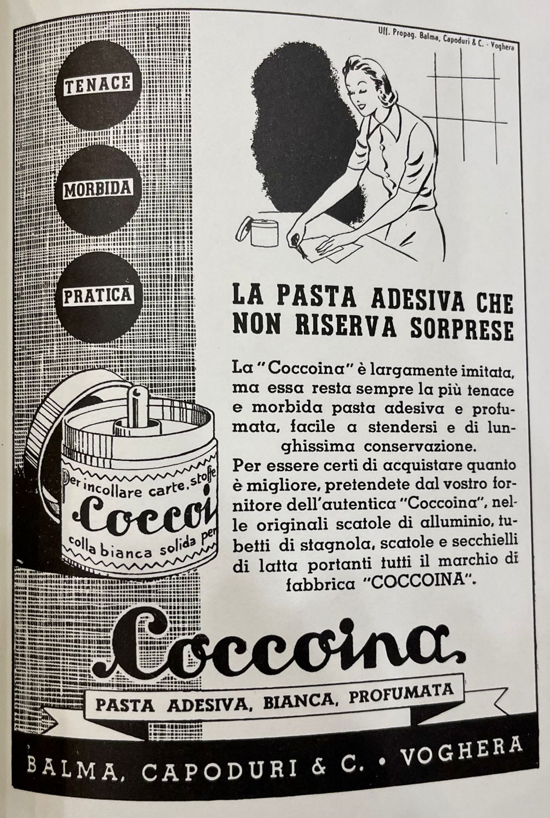 Uff. Propag. Balma, Capoduri & C. - Voghera
TENACE
MORBIDA
PRATICA
LA PASTA ADESIVA CHE
NON RISERVA SORPRESE
La "Coccoina" è largamente imitata,
ma essa resta sempre la più tenace
e morbida pasta adesiva e profu-
mata, facile a stendersi e di lun-
ghissima conservazione.
Per essere certi di acquistare quanto
è migliore, pretendete dal vostro for-
nitore dell'autentica "Coccoina", nel-
le originali scatole di alluminio, tu-
betti di stagnola, scatole e secchielli
di latta portanti tutti il marchio di
fabbrica "COCCOINA".
per incollare carte, stoffe
Coccoi
colla bianca solida per
Coccoina
PASTA ADESIVA, BIANCA, PROFUMATA
BALMA, CAPODURI & C. • VOGHERA